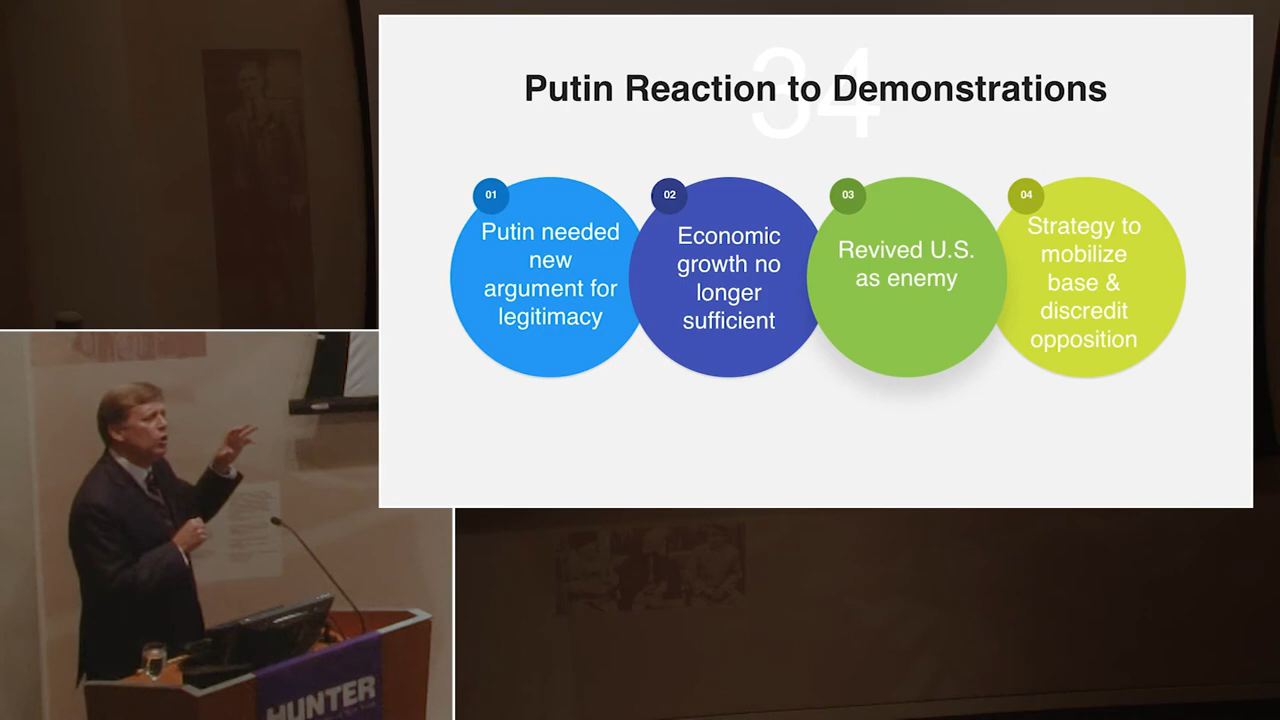 34
Putin Reaction to Demonstrations
01
Putin needed
new
argument for
legitimacy
02
Economic
growth no
longer
sufficient
03
Revived U.S.
as enemy
04
Strategy to
mobilize
base &
discredit
opposition
HUNTER